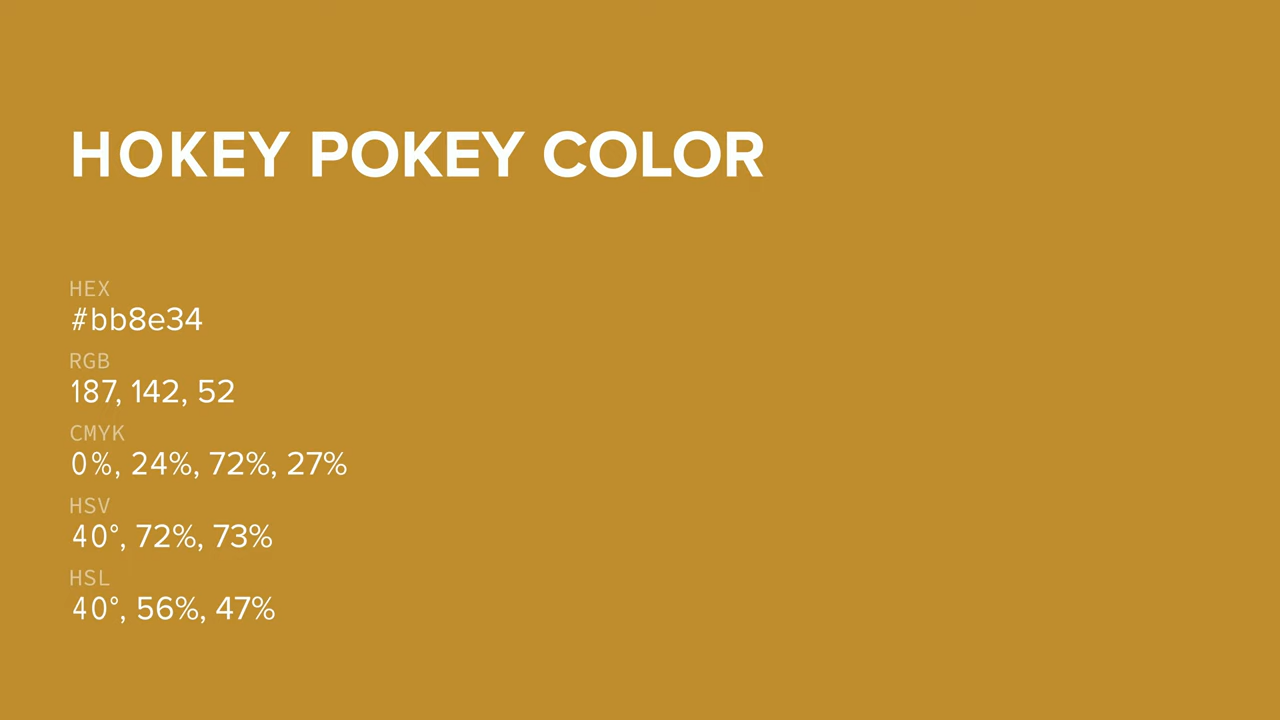 HOKEY POKEY COLOR
HEX
#bb8e34
RGB
187, 142, 52
CMYK
0%, 24%, 72%, 27%
HSV
40°, 72%, 73%
HSL
40°, 56%, 47%